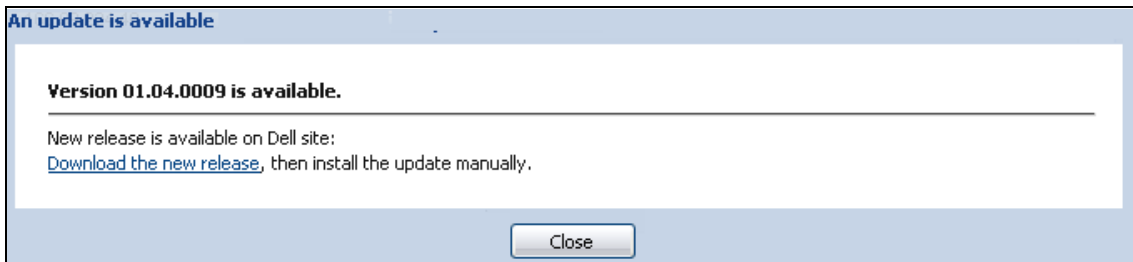 An update is available
Version 01.04.0009 is available.
New release is available on Dell site:
Download the new release, then install the update manually.
Close